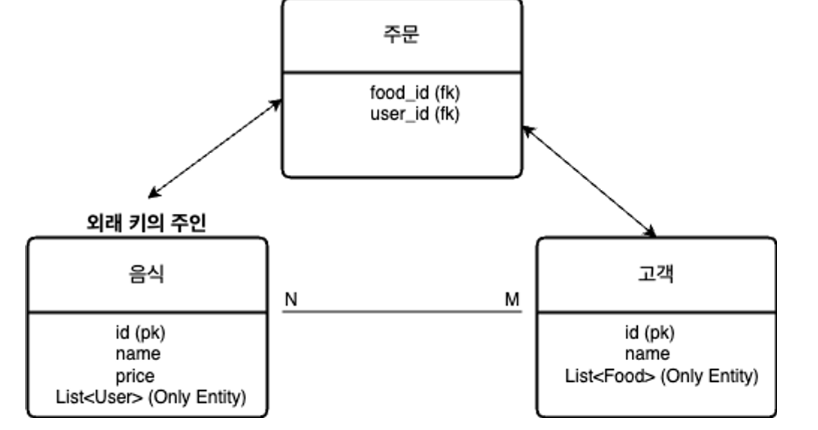 주문
food_id (fk)
user_id (fk)
외래 키의 주인
음식
id (pk)
name
price
List<User> (Only Entity)
N
M
고객
id (pk)
name
List<Food> (Only Entity)